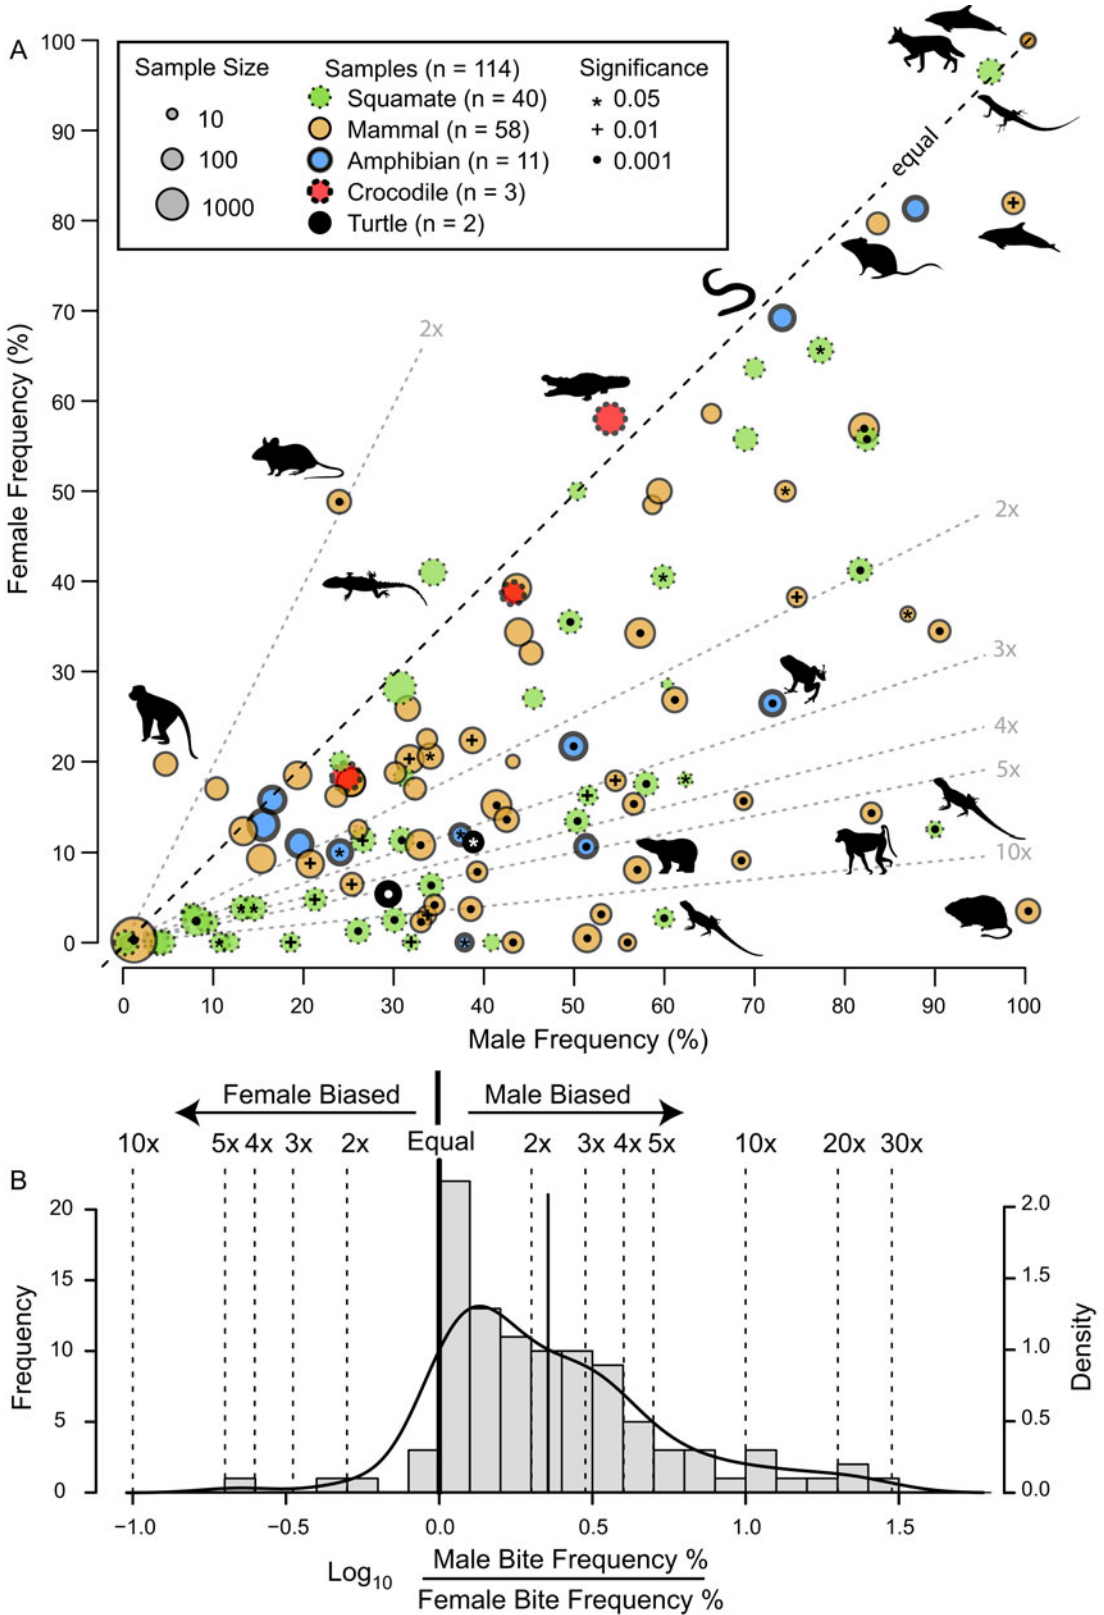 A
100
90
80
70
60
50
40
30
20
10
0
Female Frequency (%)
Sample Size
10
100
1000
Samples (n = 114)
Squamate (n = 40)
Mammal (n = 58)
Amphibian (n = 11)
Crocodile (n = 3)
Turtle (n = 2)
Significance
* 0.05
+ 0.01
• 0.001
equal
2x
2x
3x
4x
5x
10x
0 10 20 30 40 50 60 70 80 90 100
Male Frequency (%)
Female Biased
Male Biased
10x 5x 4x 3x 2x Equal 2x 3x 4x 5x 10x 20x 30x
B
20
15
10
5
0
Frequency
2.0
1.5
1.0
0.5
0.0
Density
−1.0 −0.5 0.0 0.5 1.0 1.5
Log10
Male Bite Frequency %
Female Bite Frequency %